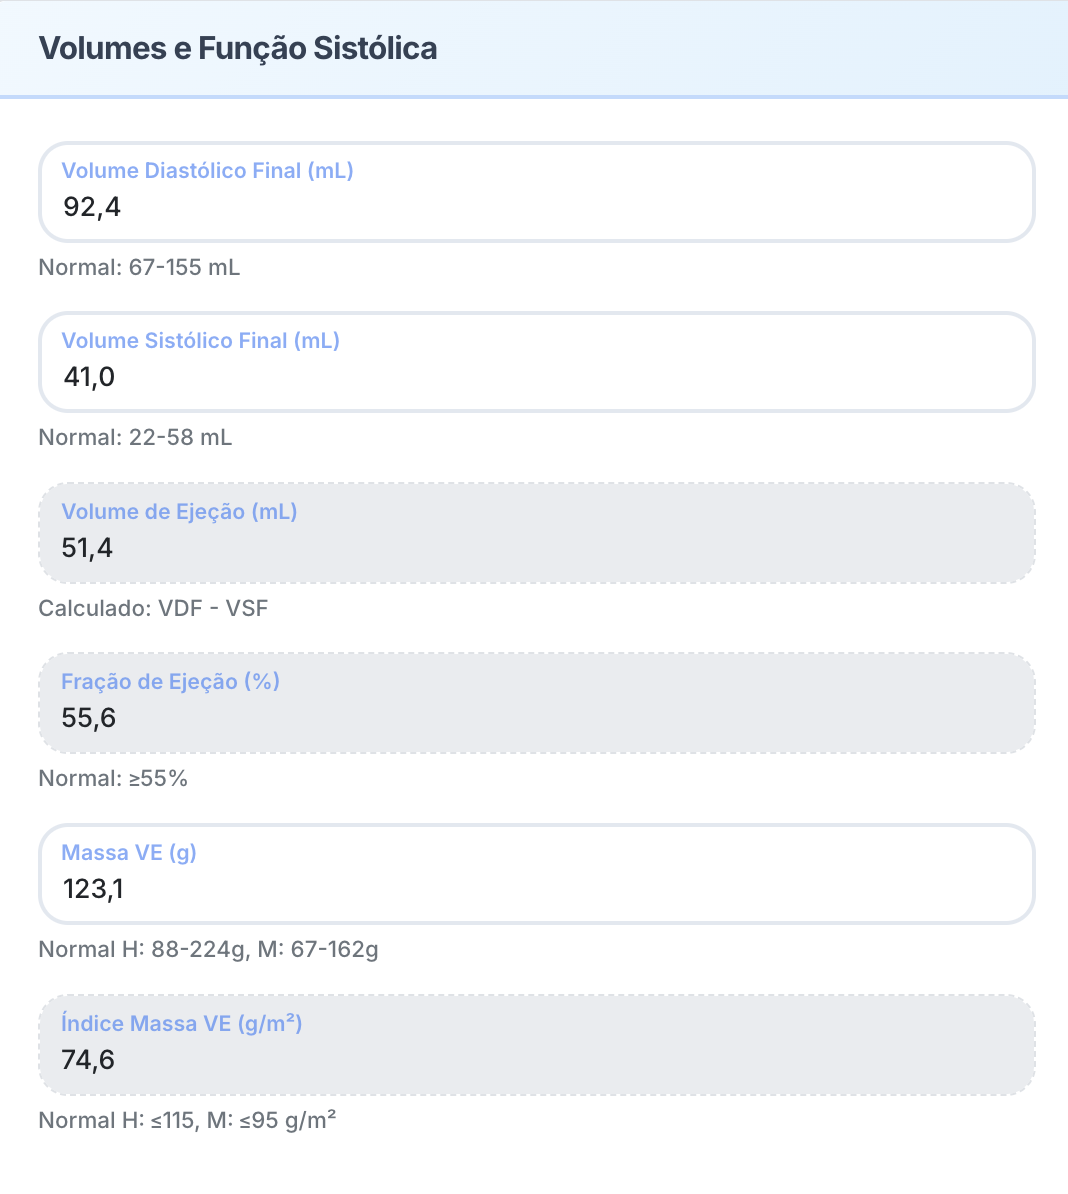 Volumes e Função Sistólica
Volume Diastólico Final (mL)
92,4
Normal: 67-155 mL
Volume Sistólico Final (mL)
41,0
Normal: 22-58 mL
Volume de Ejeção (mL)
51,4
Calculado: VDF - VSF
Fração de Ejeção (%)
55,6
Normal: ≥55%
Massa VE (g)
123,1
Normal H: 88-224g, M: 67-162g
Índice Massa VE (g/m²)
74,6
Normal H: ≤115, M: ≤95 g/m²